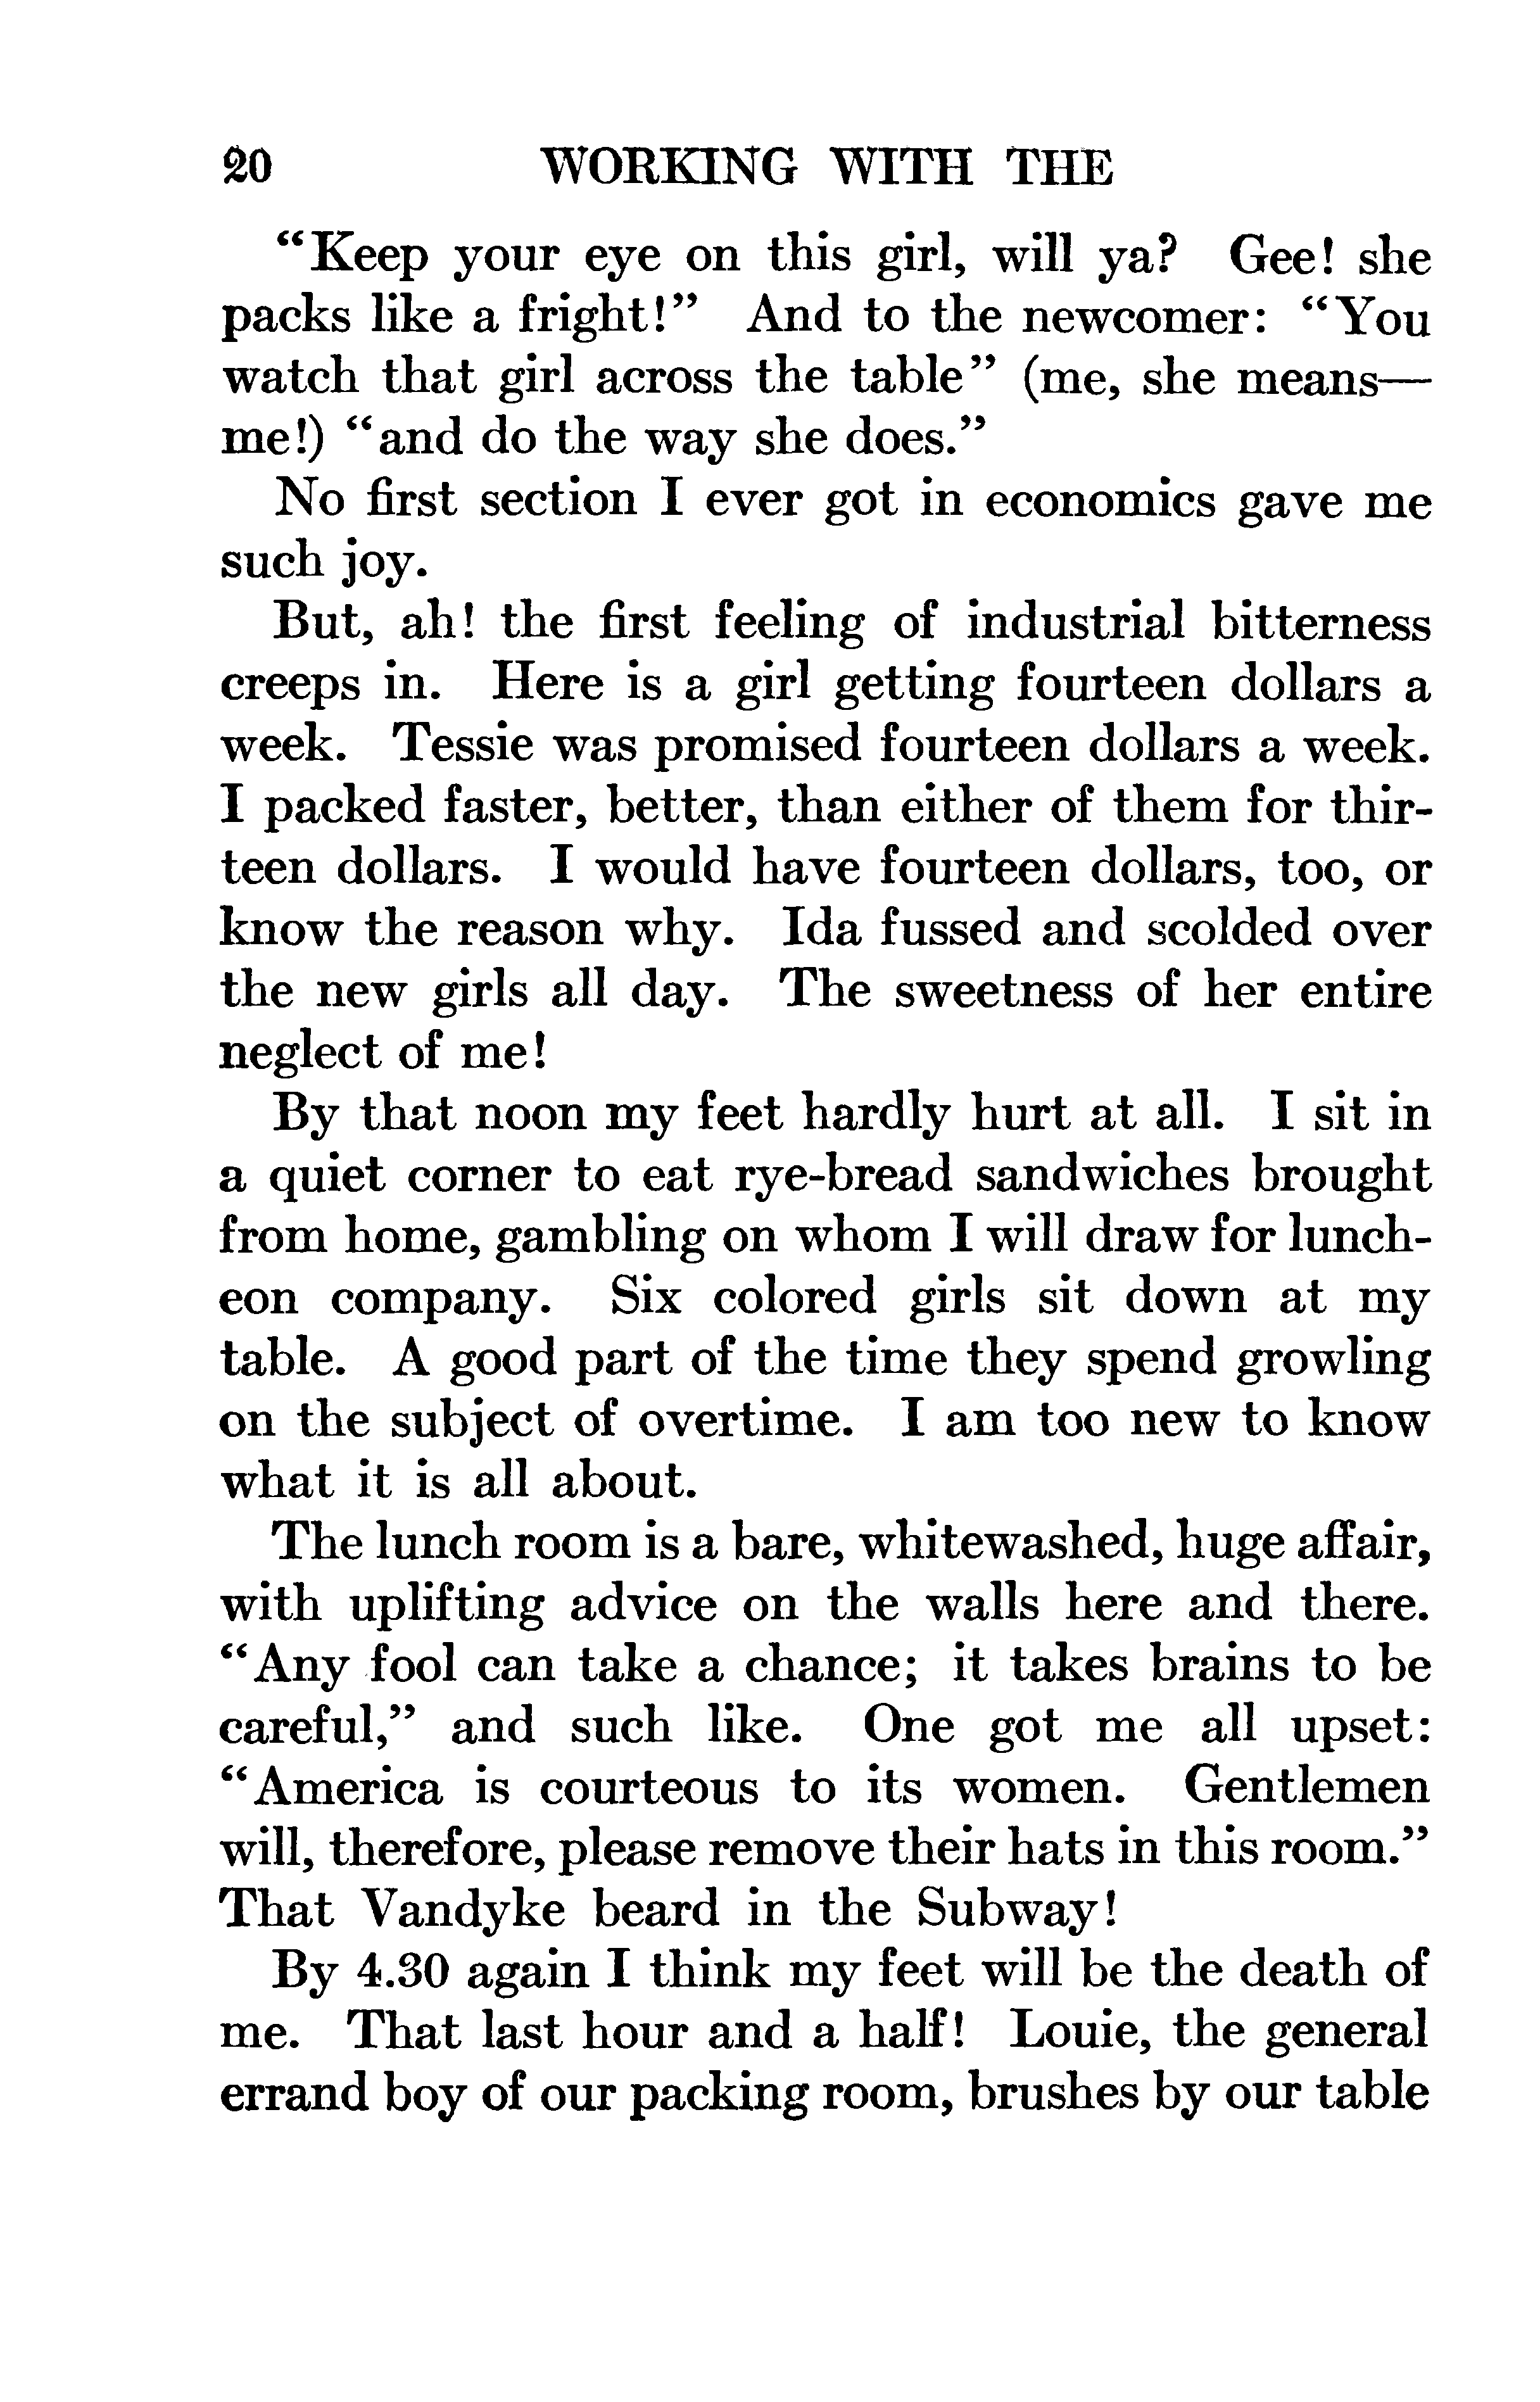 20 WORKING WITH THE
“Keep your eye on this girl, will ya? Gee! she
packs like a fright!” And to the newcomer: “You
watch that girl across the table” (me, she means—
me!) “and do the way she does.”
No first section I ever got in economics gave me
such joy.
But, ah! the first feeling of industrial bitterness
creeps in. Here is a girl getting fourteen dollars a
week. Tessie was promised fourteen dollars a week.
I packed faster, better, than either of them for thir-
teen dollars. I would have fourteen dollars, too, or
know the reason why. Ida fussed and scolded over
the new girls all day. The sweetness of her entire
neglect of me!
By that noon my feet hardly hurt at all. I sit in
a quiet corner to eat rye-bread sandwiches brought
from home, gambling on whom I will draw for lunch-
eon company. Six colored girls sit down at my
table. A good part of the time they spend growling
on the subject of overtime. I am too new to know
what it is all about.
The lunch room is a bare, whitewashed, huge affair,
with uplifting advice on the walls here and there.
“Any fool can take a chance; it takes brains to be
careful,” and such like. One got me all upset:
“America is courteous to its women. Gentlemen
will, therefore, please remove their hats in this room.”
That Vandyke beard in the Subway!
By 4.30 again I think my feet will be the death of
me. That last hour and a half! Louie, the general
errand boy of our packing room, brushes by our table